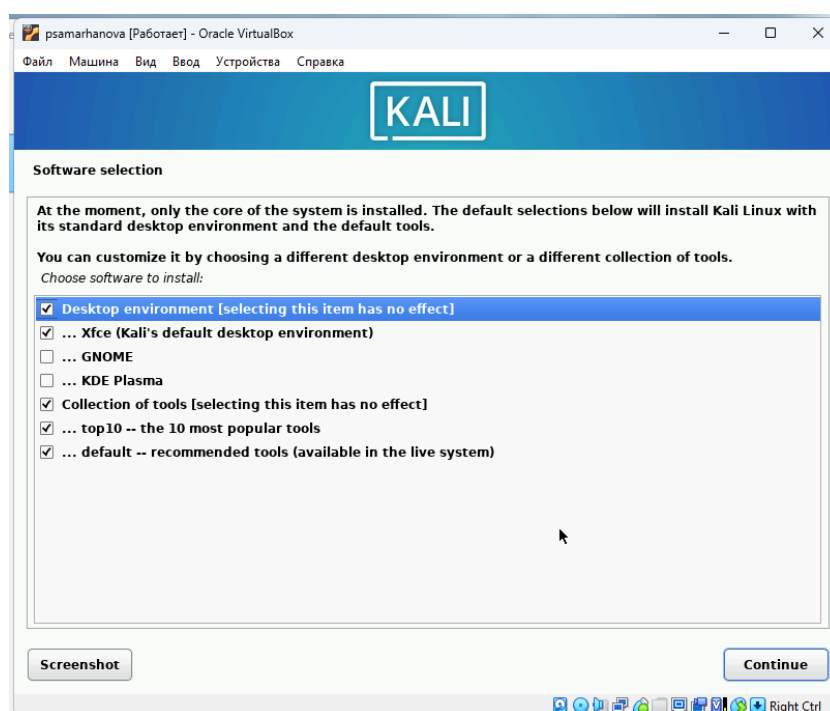 psamarhanova [Работает] - Oracle VirtualBox
Файл Машина Вид Ввод Устройства Справка
KALI
Software selection
At the moment, only the core of the system is installed. The default selections below will install Kali Linux with
its standard desktop environment and the default tools.
You can customize it by choosing a different desktop environment or a different collection of tools.
Choose software to install:
Desktop environment [selecting this item has no effect]
... Xfce (Kali's default desktop environment)
... GNOME
... KDE Plasma
Collection of tools [selecting this item has no effect]
... top10 -- the 10 most popular tools
... default -- recommended tools (available in the live system)
Screenshot Continue
Right Ctrl